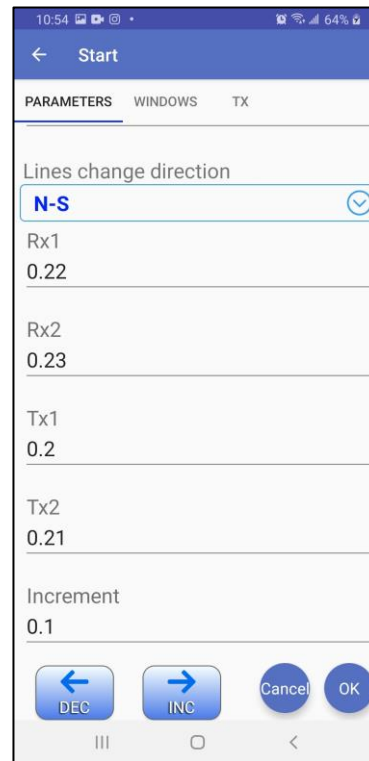 10:54 64%
Start
PARAMETERS WINDOWS TX
Lines change direction
N-S
Rx1
0.22
Rx2
0.23
Tx1
0.2
Tx2
0.21
Increment
0.1
DEC INC Cancel OK